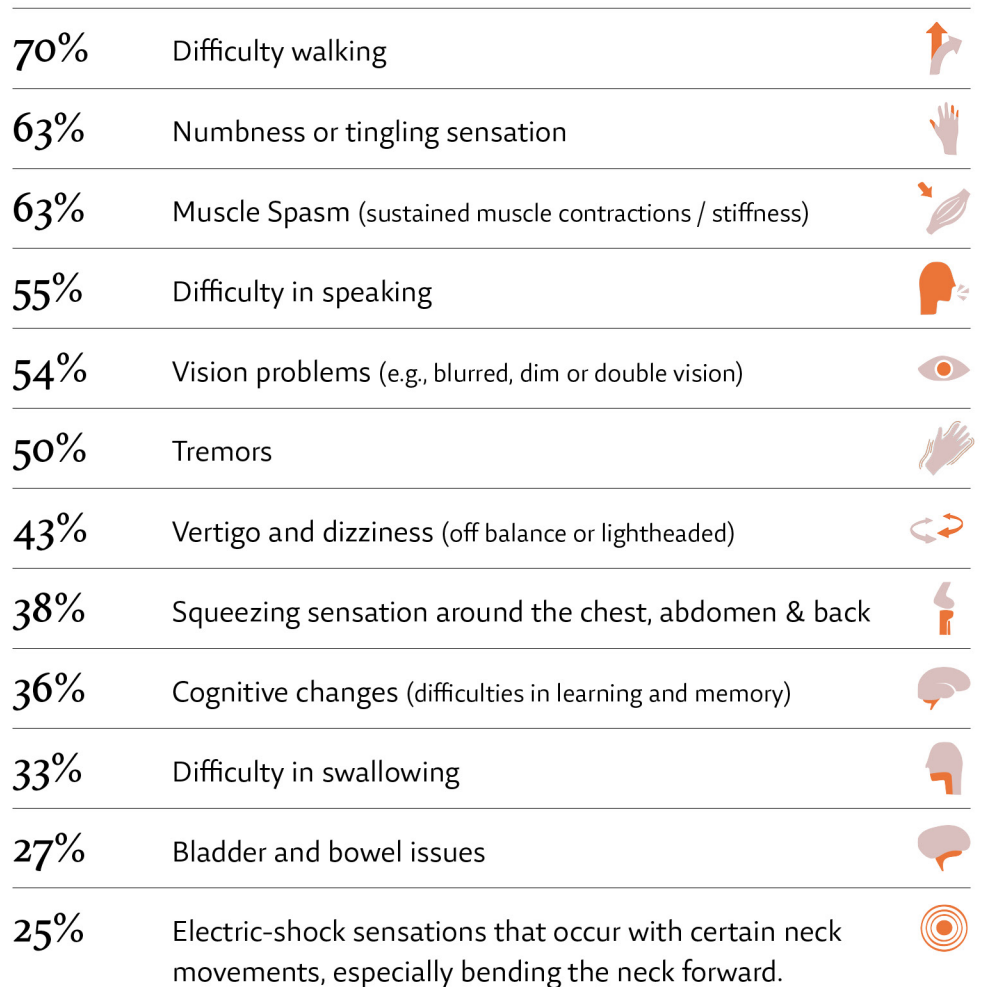 70% Difficulty walking
63% Numbness or tingling sensation
63% Muscle Spasm (sustained muscle contractions / stiffness)
55% Difficulty in speaking
54% Vision problems (e.g., blurred, dim or double vision)
50% Tremors
43% Vertigo and dizziness (off balance or lightheaded)
38% Squeezing sensation around the chest, abdomen & back
36% Cognitive changes (difficulties in learning and memory)
33% Difficulty in swallowing
27% Bladder and bowel issues
25% Electric-shock sensations that occur with certain neck
movements, especially bending the neck forward.